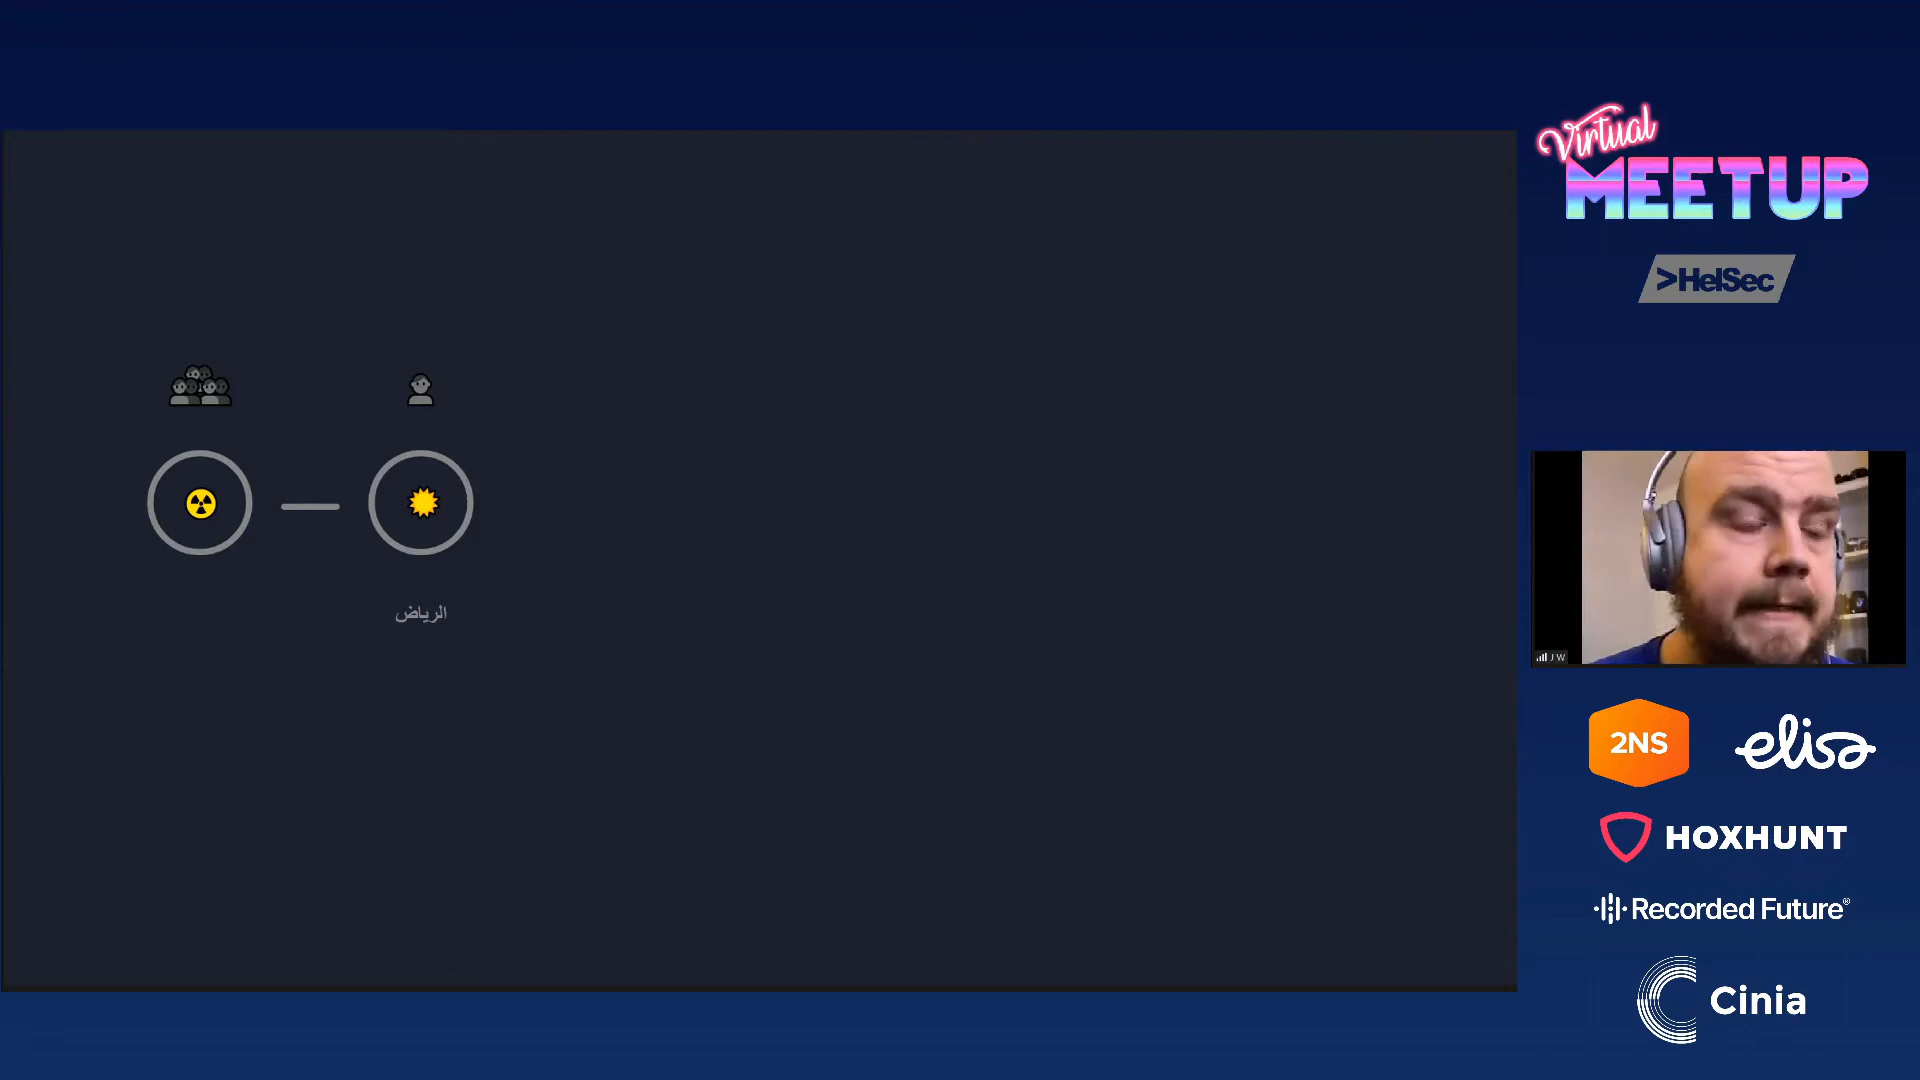 Virtual
MEETUP
>HelSec
الرياض
J W
2NS
elisa
HOXHUNT
Recorded Future®
Cinia